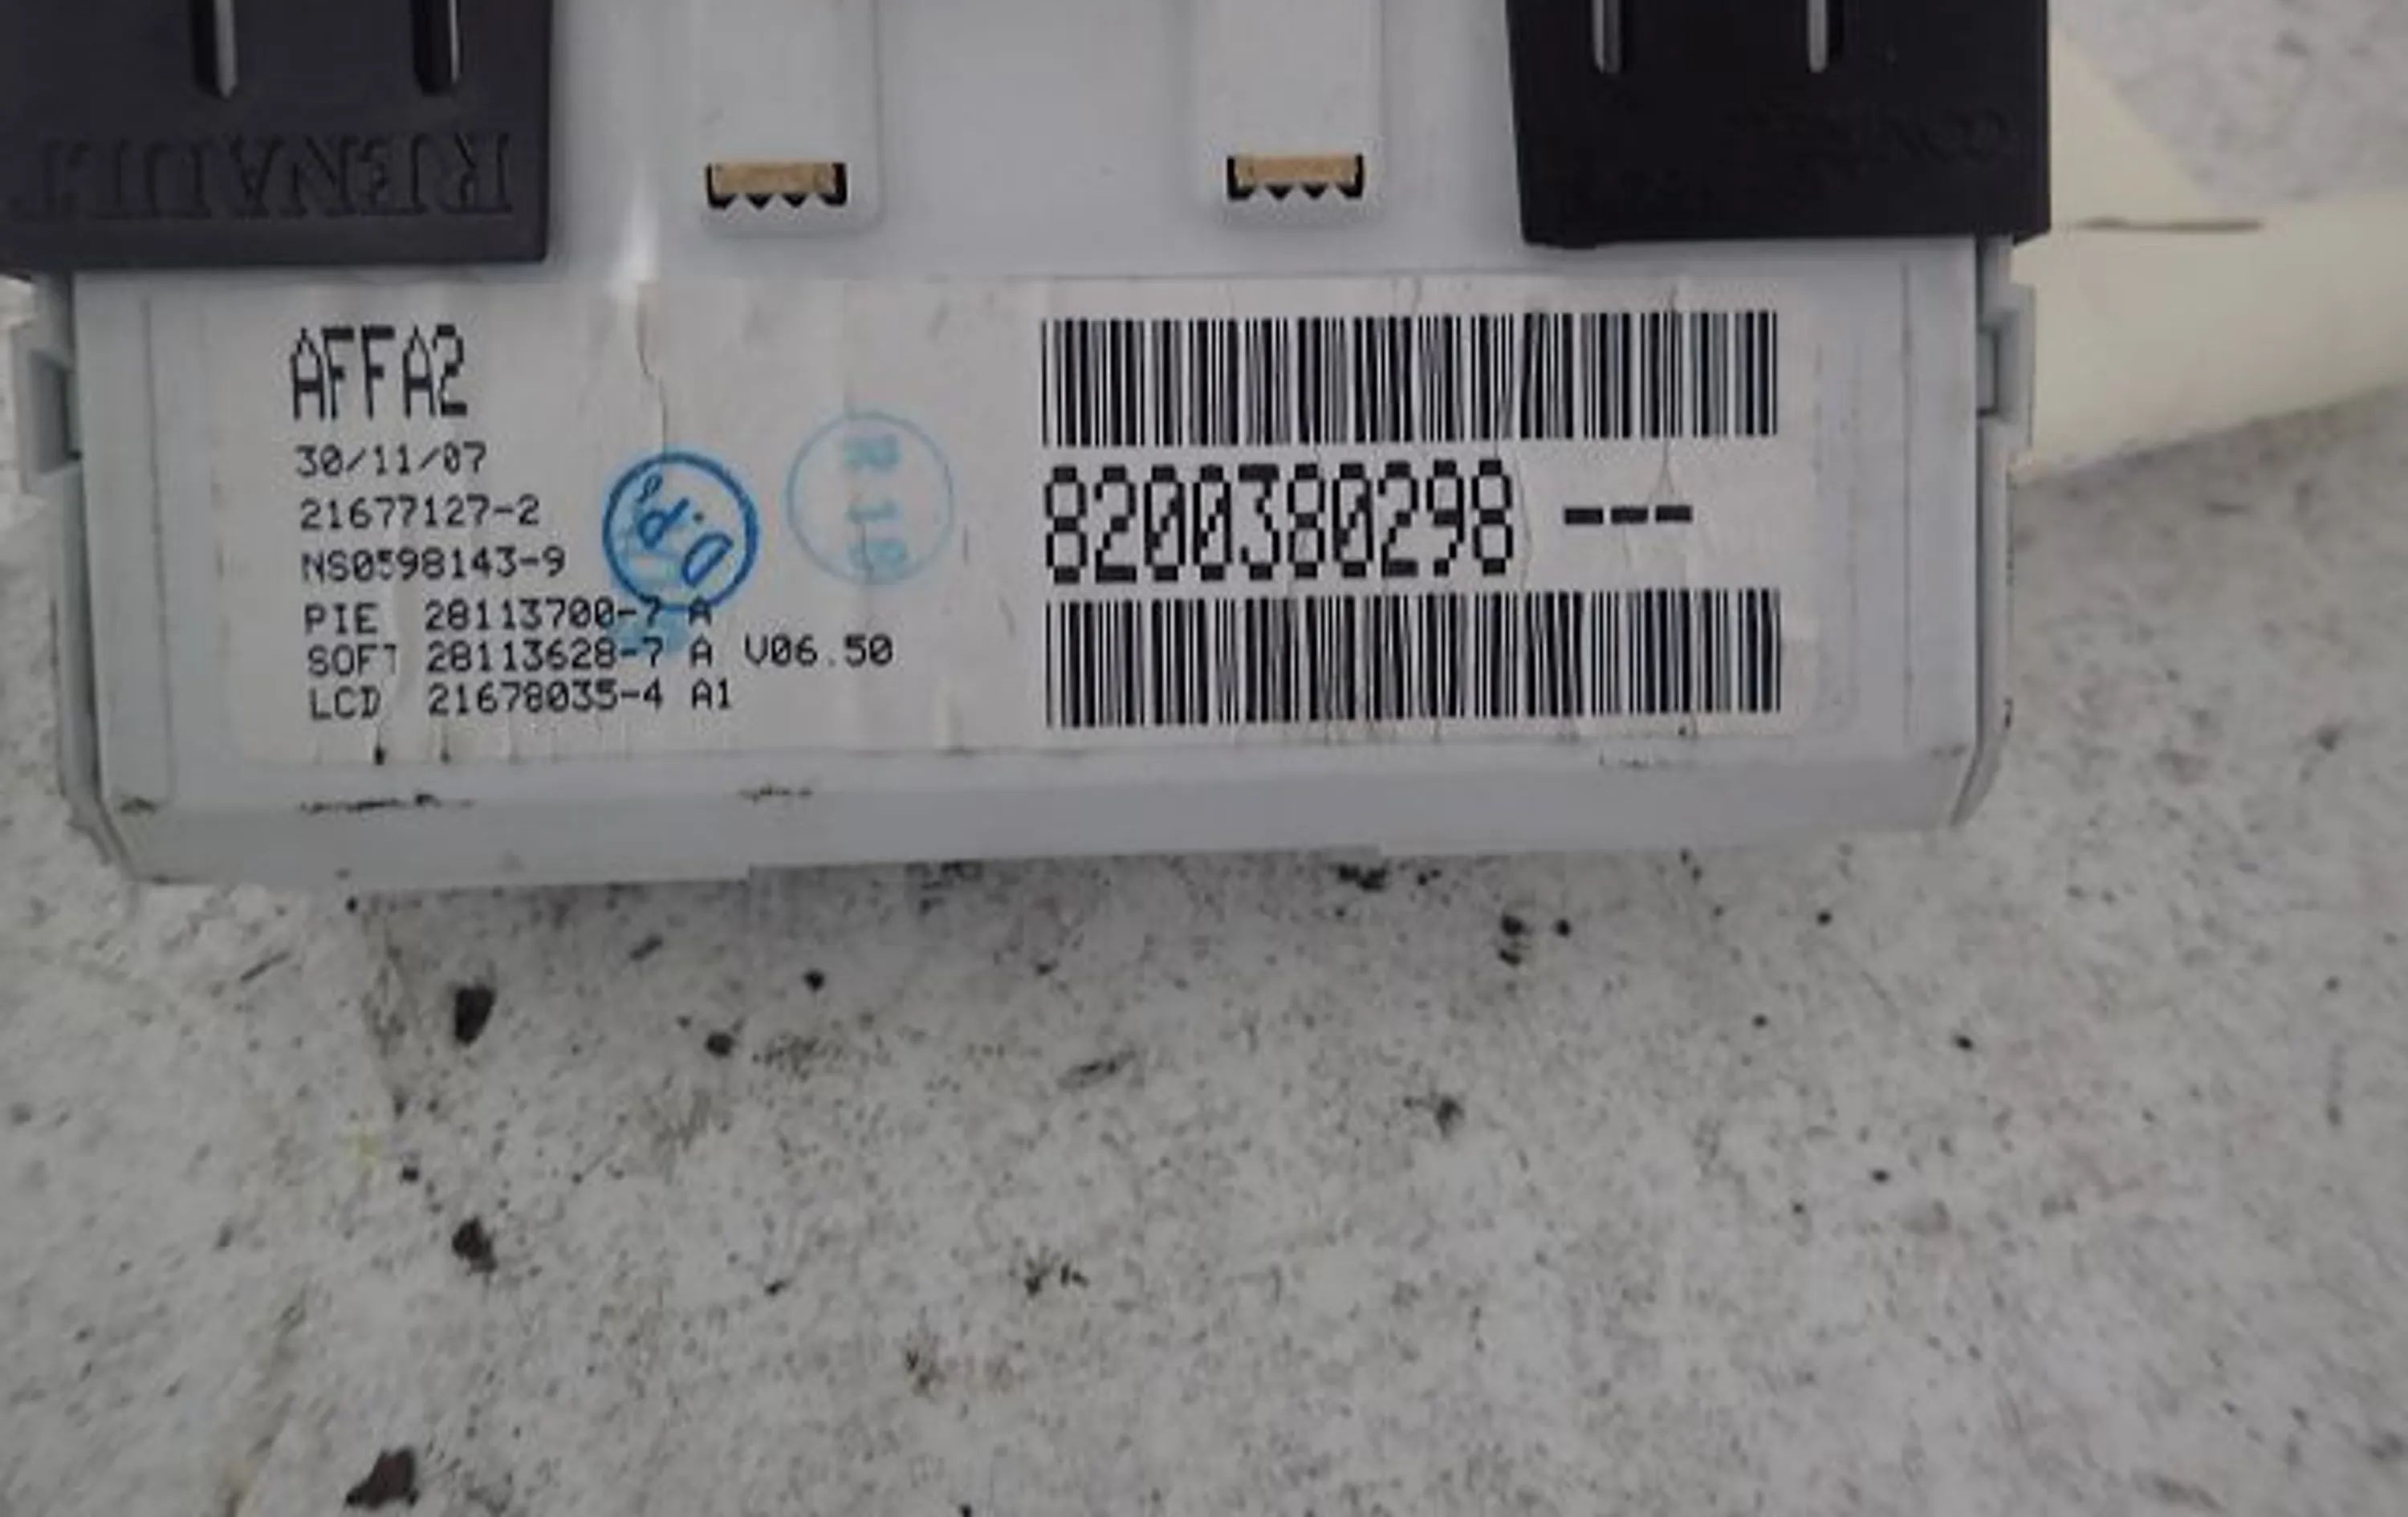 RENAULT
AFFA2
30/11/07
21677127-2
NS0598143-9
PIE 28113700-7 A
SOFT 28113628-7 A V06.50
LCD 21678035-4 A1
R18
8200380298 ---